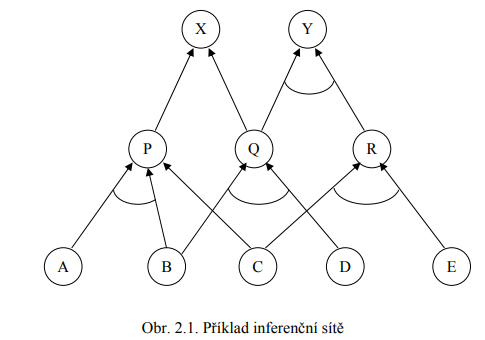 X Y
P Q R
A B C D E
Obr. 2.1. Příklad inferenční sítě